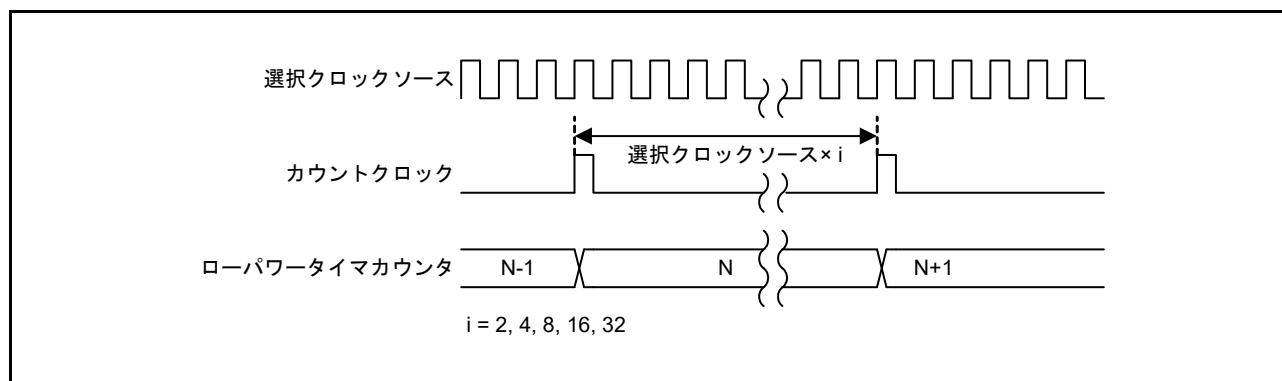 選択クロックソース
選択クロックソース× i
カウントクロック
ローパワータイマカウンタ N-1 N N+1
i = 2, 4, 8, 16, 32